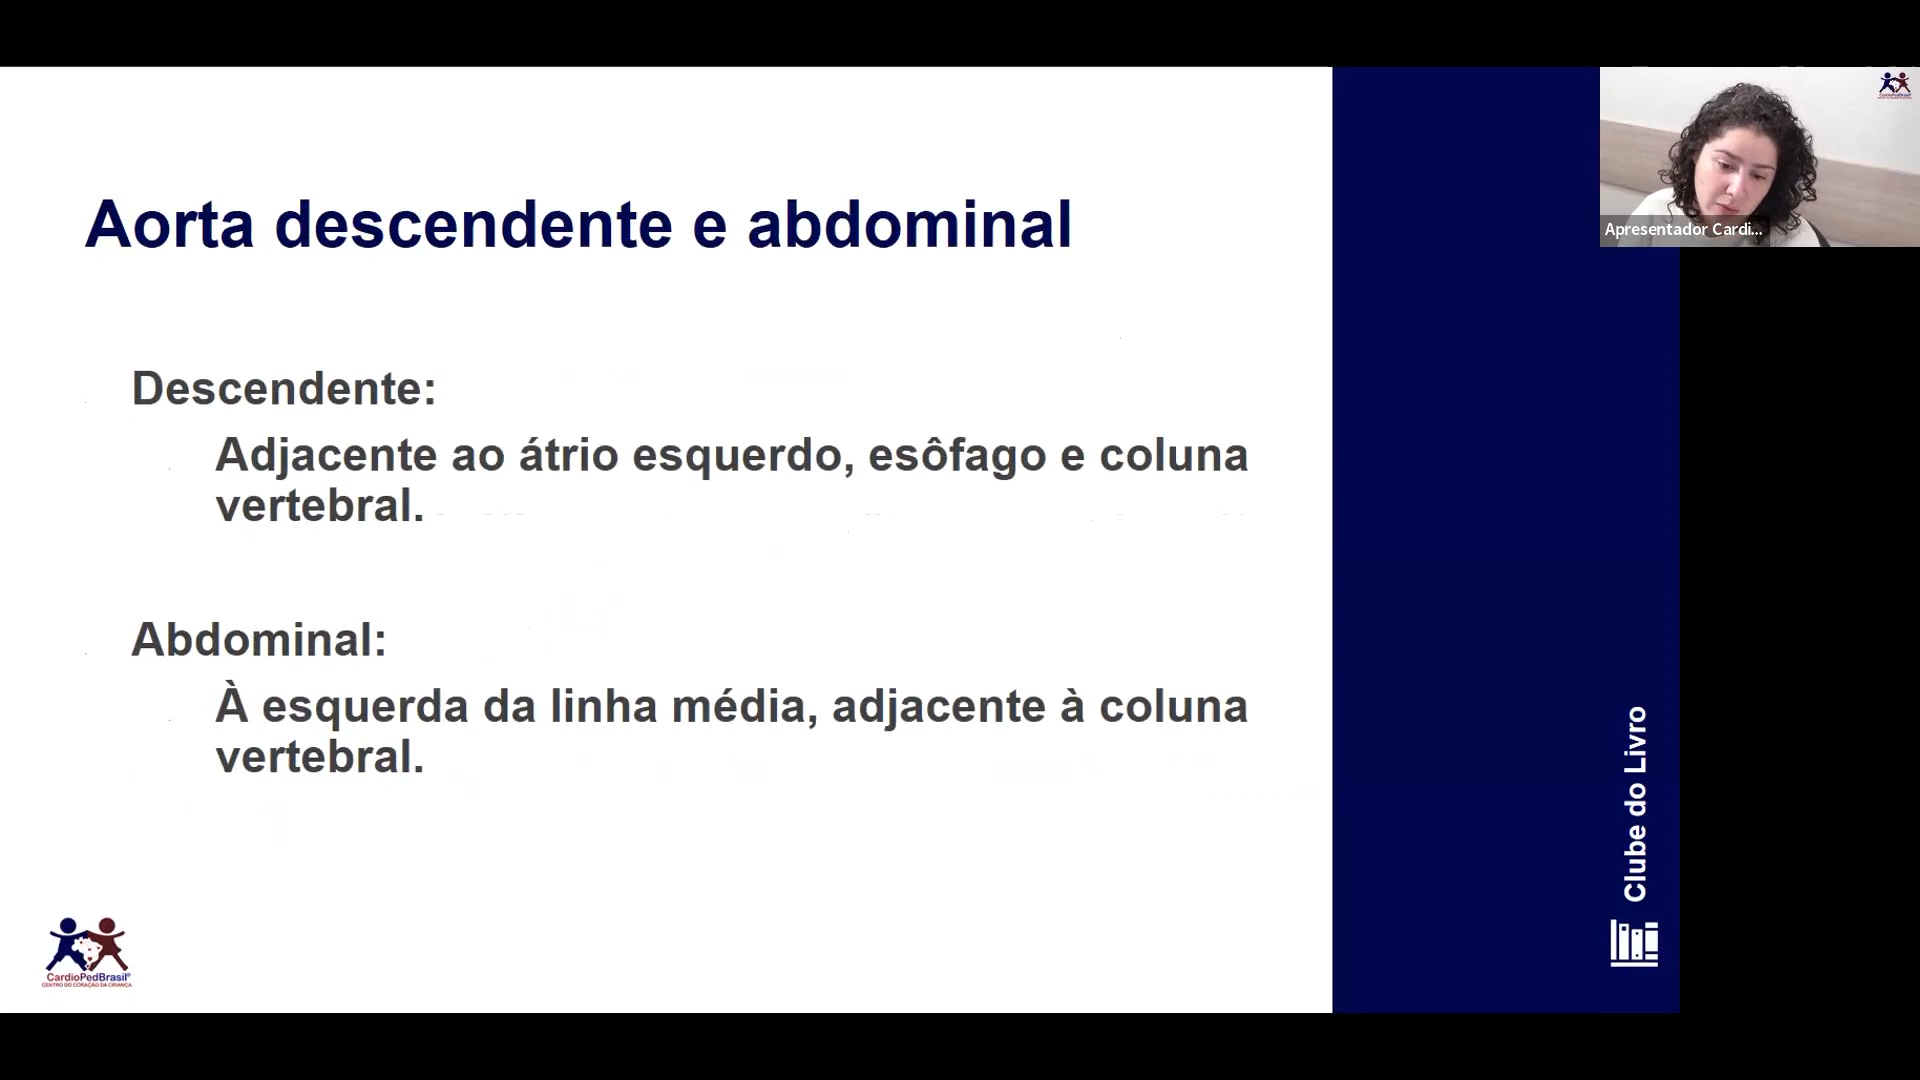 Aorta descendente e abdominal
Descendente:
Adjacente ao átrio esquerdo, esôfago e coluna
vertebral.
Abdominal:
À esquerda da linha média, adjacente à coluna
vertebral.
Apresentador Cardi...
Clube do Livro
CardioPedBrasil®
CENTRO DO CORAÇÃO DA CRIANÇA